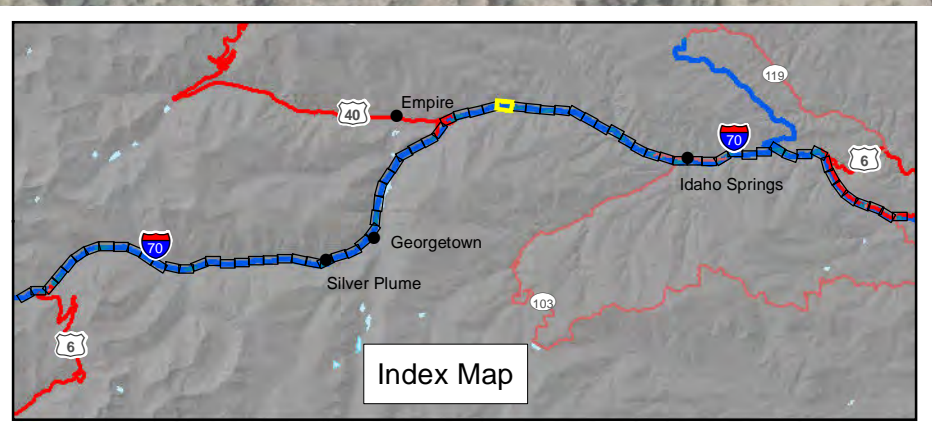 119
Empire
40
70
6
Idaho Springs
Georgetown
70
Silver Plume
103
6
Index Map